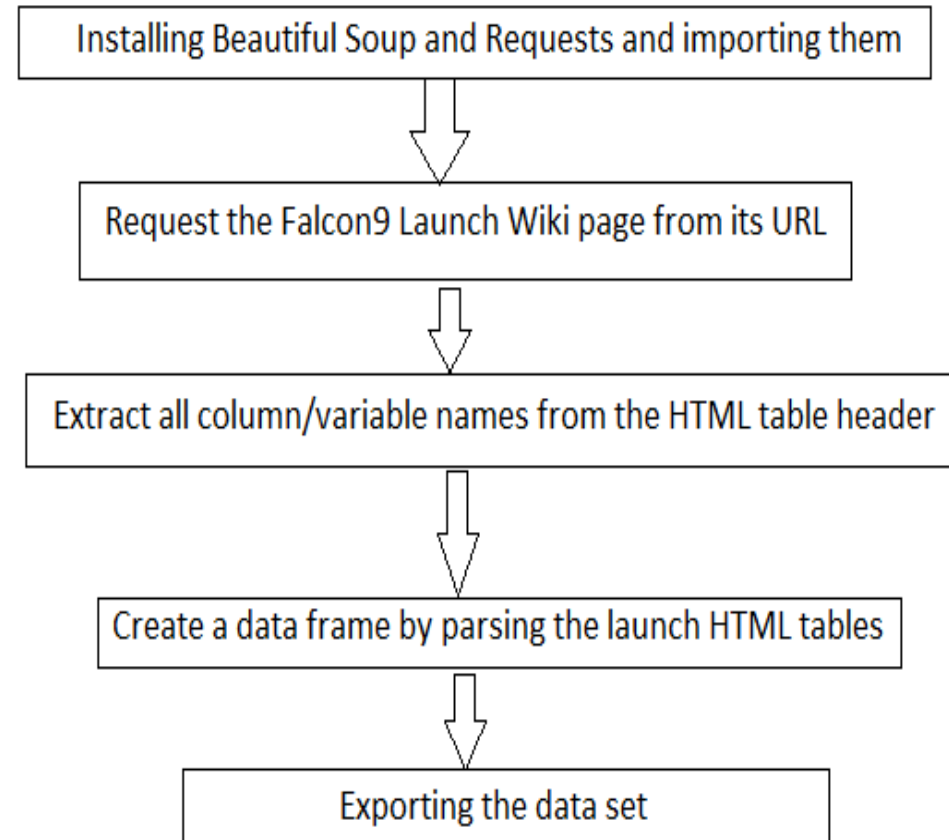 Installing Beautiful Soup and Requests and importing them
Request the Falcon9 Launch Wiki page from its URL
Extract all column/variable names from the HTML table header
Create a data frame by parsing the launch HTML tables
Exporting the data set